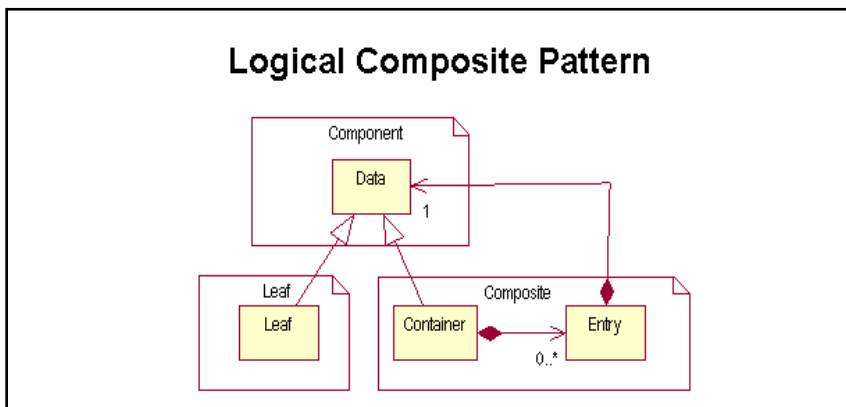 Logical Composite Pattern
Component
Data
1
Leaf
Leaf
Composite
Container
Entry
0..*